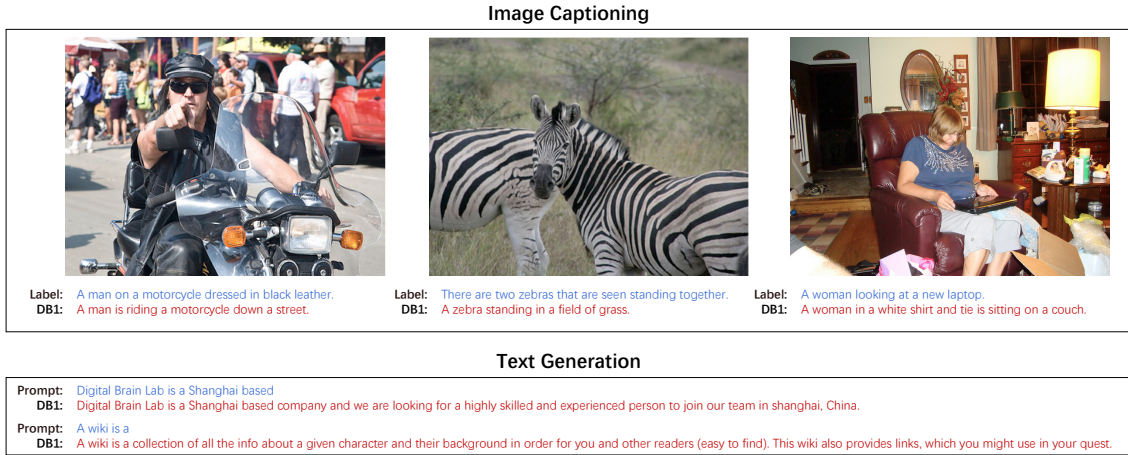 Image Captioning
Label: A man on a motorcycle dressed in black leather.
DB1: A man is riding a motorcycle down a street.
Label: There are two zebras that are seen standing together.
DB1: A zebra standing in a field of grass.
Label: A woman looking at a new laptop.
DB1: A woman in a white shirt and tie is sitting on a couch.
Text Generation
Prompt: Digital Brain Lab is a Shanghai based
DB1: Digital Brain Lab is a Shanghai based company and we are looking for a highly skilled and experienced person to join our team in shanghai, China.
Prompt: A wiki is a
DB1: A wiki is a collection of all the info about a given character and their background in order for you and other readers (easy to find). This wiki also provides links, which you might use in your quest.